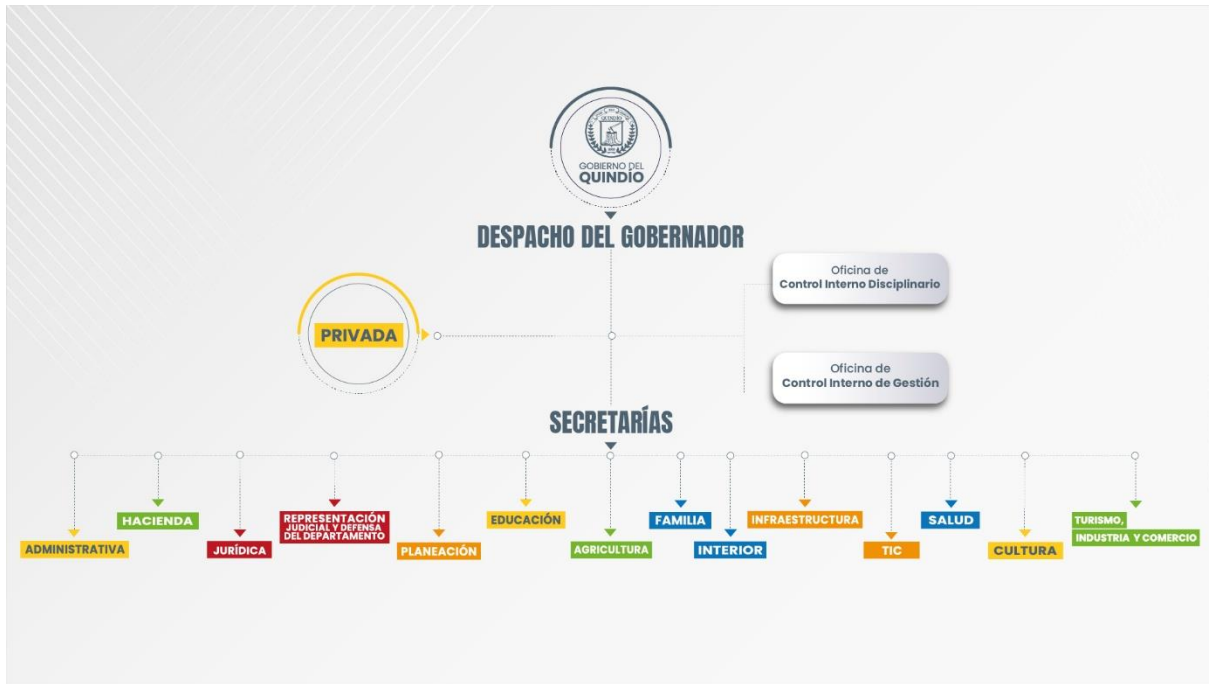 QUINDÍO
GOBIERNO DEL
QUINDÍO
DESPACHO DEL GOBERNADOR
Oficina de
Control Interno Disciplinario
PRIVADA
Oficina de
Control Interno de Gestión
SECRETARÍAS
ADMINISTRATIVA
HACIENDA
JURÍDICA
REPRESENTACIÓN
JUDICIAL Y DEFENSA
DEL DEPARTAMENTO
PLANEACIÓN
EDUCACIÓN
AGRICULTURA
FAMILIA
INTERIOR
INFRAESTRUCTURA
TIC
SALUD
CULTURA
TURISMO,
INDUSTRIA Y COMERCIO